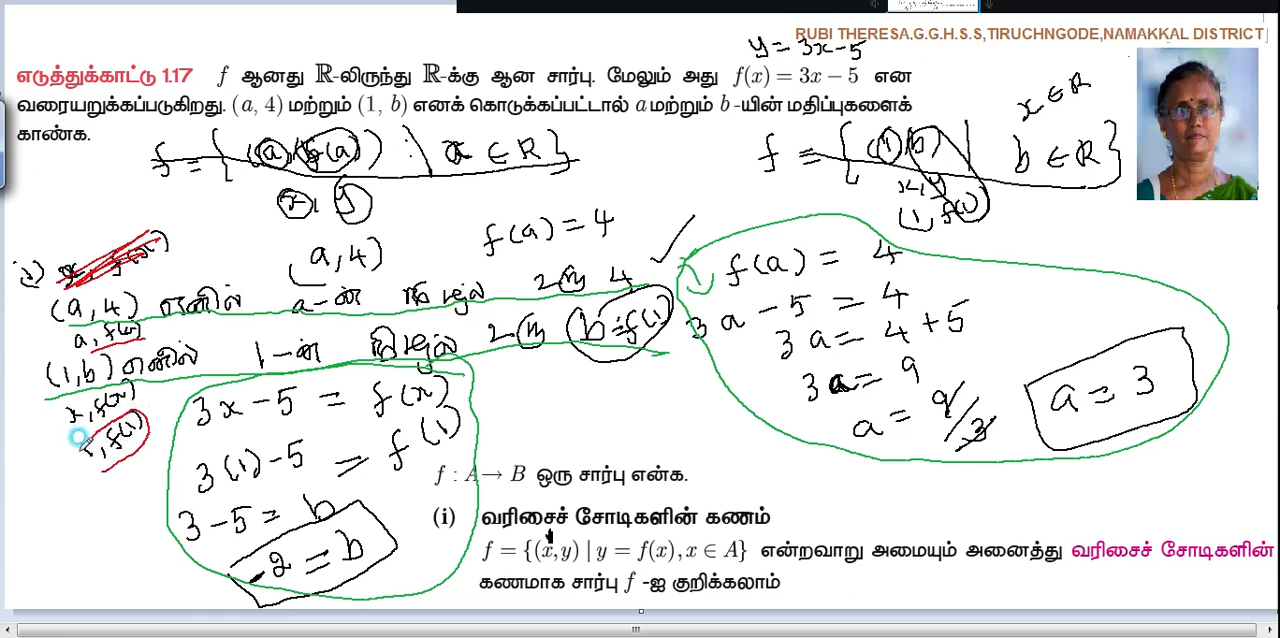 RUBI THERESA,G.G.H.S.S,TIRUCHNGODE,NAMAKKAL DISTRICT
y = 3x - 5
எடுத்துக்காட்டு 1.17 f ஆனது ℝ-லிருந்து ℝ-க்கு ஆன சார்பு. மேலும் அது f(x) = 3x − 5 என
வரையறுக்கப்படுகிறது. (a, 4) மற்றும் (1, b) எனக் கொடுக்கப்பட்டால் a மற்றும் b -யின் மதிப்புகளைக்
காண்க.
x ∈ ℝ
f = { (a, f(a)) : | x ∈ ℝ }
x, y
f = { (1, b) | b ∈ ℝ }
x, y
(1, f(1))
(a, 4)
f(a) = 4
(a, 4) எனில் a-ன் நிழல் 4
a, f(a)
(1, b) எனில் 1-ன் நிழல் b = f(1)
x, f(x)
1, f(1)
3x - 5 = f(x)
3(1) - 5 = f(1)
3 - 5 = b
-2 = b
f(a) = 4
3a - 5 = 4
3a = 4 + 5
3a = 9
a = 9/3
a = 3
f : A → B ஒரு சார்பு என்க.
(i) வரிசைச் சோடிகளின் கணம்
f = {(x, y) | y = f(x), x ∈ A} என்றவாறு அமையும் அனைத்து வரிசைச் சோடிகளின்
கணமாக சார்பு f -ஐ குறிக்கலாம்